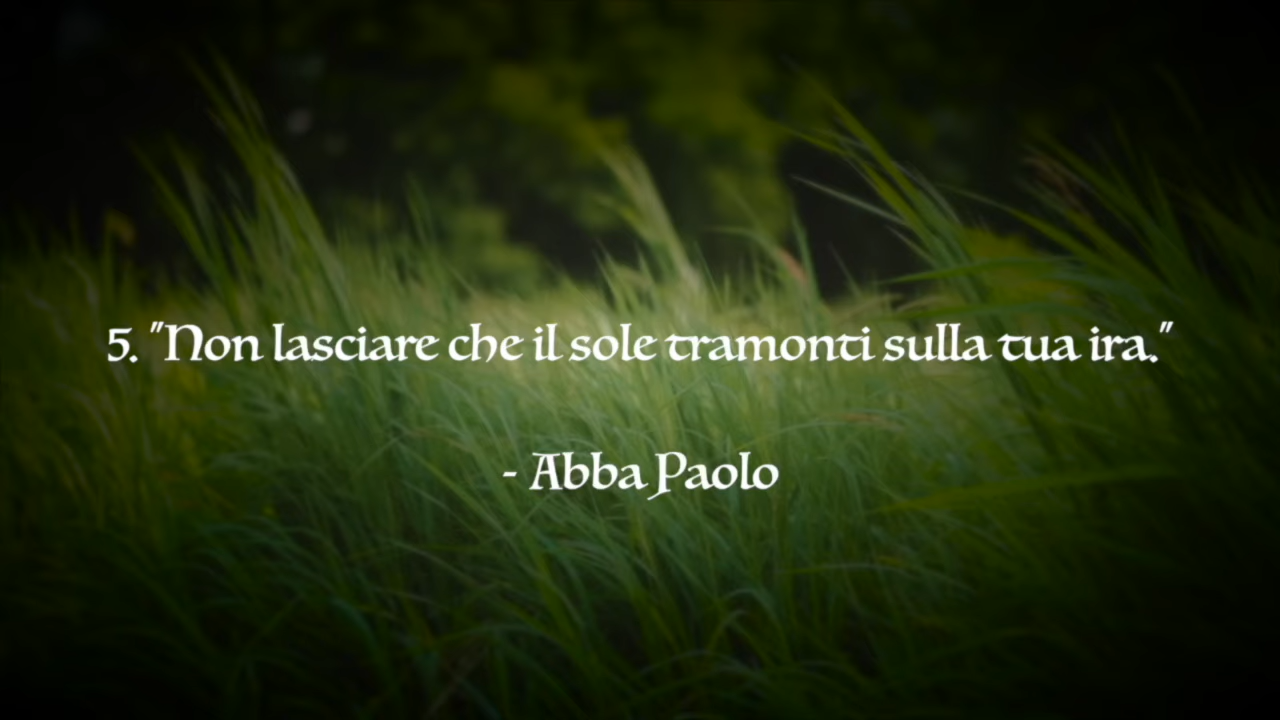 5. "Non lasciare che il sole tramonti sulla tua ira."
- Abba Paolo